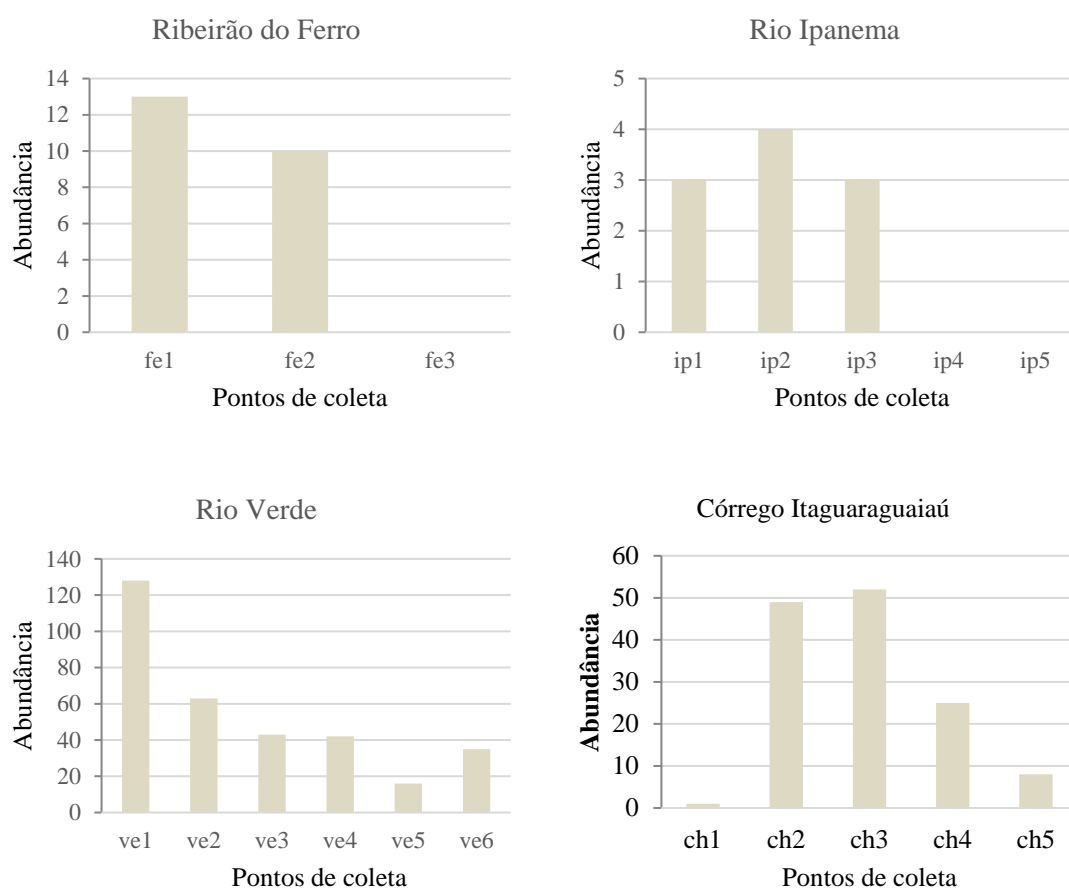 Ribeirão do Ferro
14
12
10
8
6
4
2
0
Abundância
fe1 fe2 fe3
Pontos de coleta
Rio Ipanema
5
4
3
2
1
0
Abundância
ip1 ip2 ip3 ip4 ip5
Pontos de coleta
Rio Verde
140
120
100
80
60
40
20
0
Abundância
ve1 ve2 ve3 ve4 ve5 ve6
Pontos de coleta
Córrego Itaguaraguaiaú
60
50
40
30
20
10
0
Abundância
ch1 ch2 ch3 ch4 ch5
Pontos de coleta